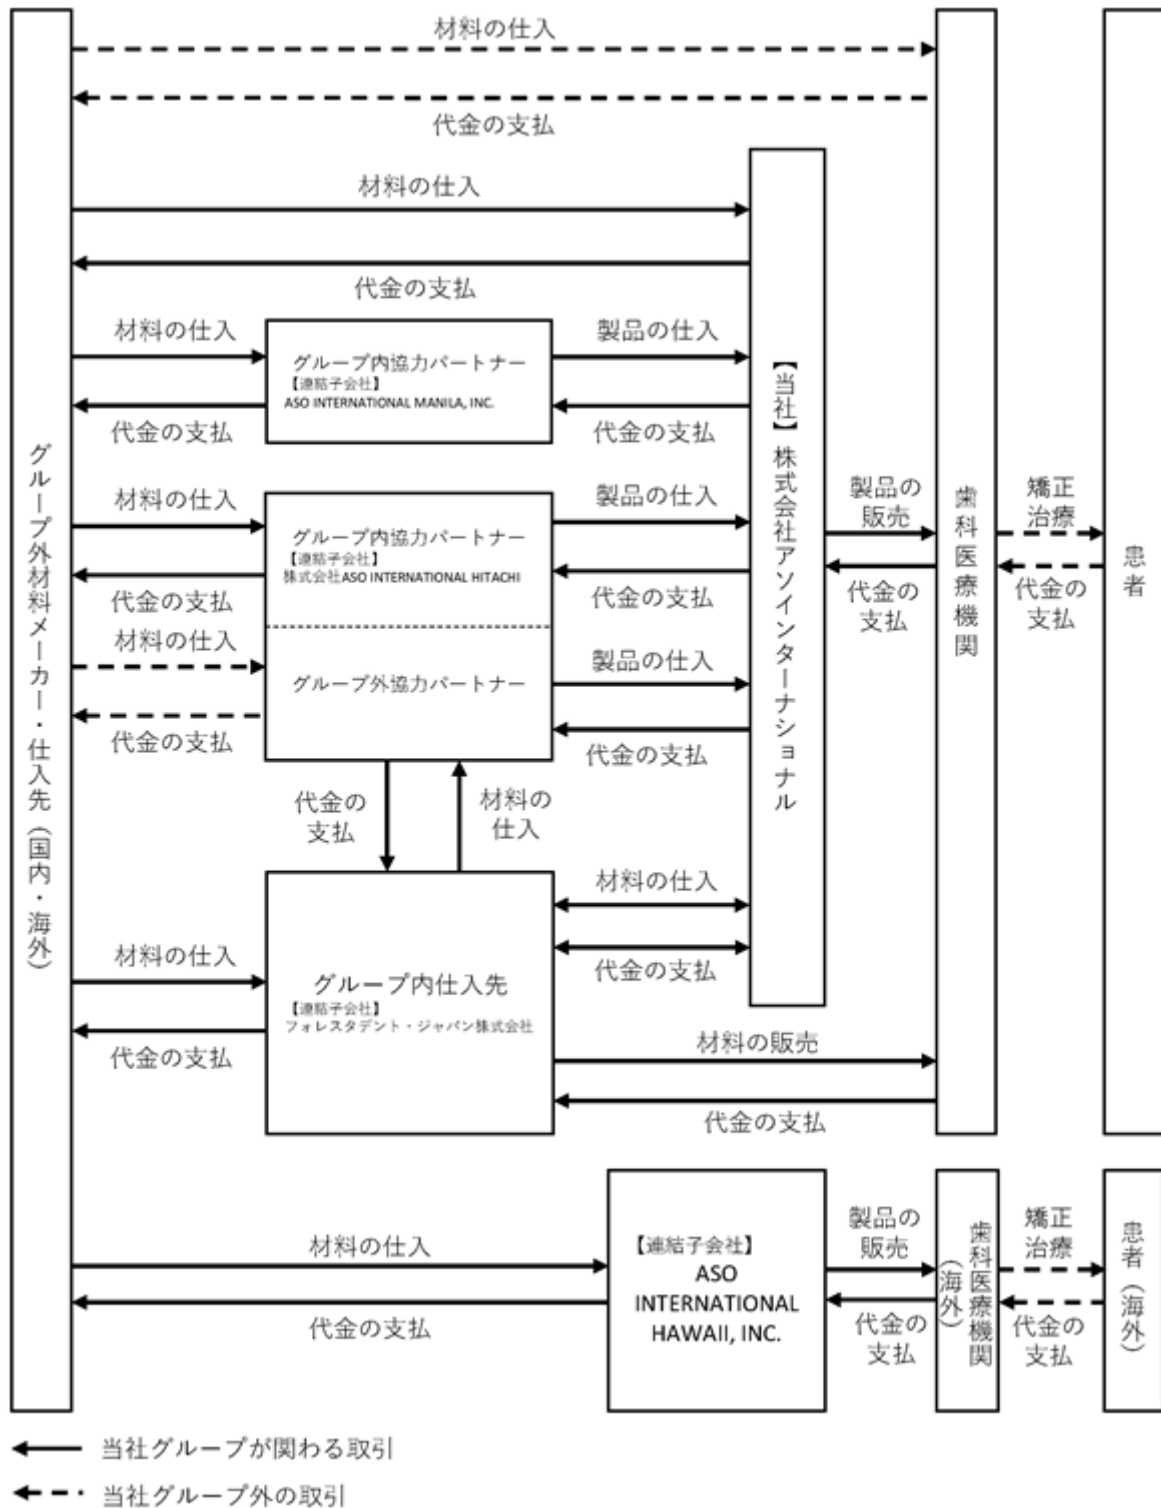 材料の仕入
代金の支払
材料の仕入
代金の支払
材料の仕入
代金の支払
グループ内協力パートナー
【連結子会社】
ASO INTERNATIONAL MANILA, INC.
製品の仕入
代金の支払
材料の仕入
代金の支払
グループ内協力パートナー
【連結子会社】
株式会社ASO INTERNATIONAL HITACHI
製品の仕入
代金の支払
材料の仕入
代金の支払
グループ外協力パートナー
製品の仕入
代金の支払
グループ外材料メーカー・仕入先（国内・海外）
【当社】株式会社アソインターナショナル
製品の
販売
代金の
支払
歯科医療機関
矯正
治療
代金の
支払
患者
代金の
支払
材料の
仕入
材料の仕入
代金の支払
グループ内仕入先
【連結子会社】
フォレスタデント・ジャパン株式会社
材料の仕入
代金の支払
材料の販売
代金の支払
材料の仕入
代金の支払
【連結子会社】
ASO
INTERNATIONAL
HAWAII, INC.
製品の
販売
代金の
支払
歯科医療機関
（海外）
矯正
治療
代金の
支払
患者（海外）
当社グループが関わる取引
当社グループ外の取引